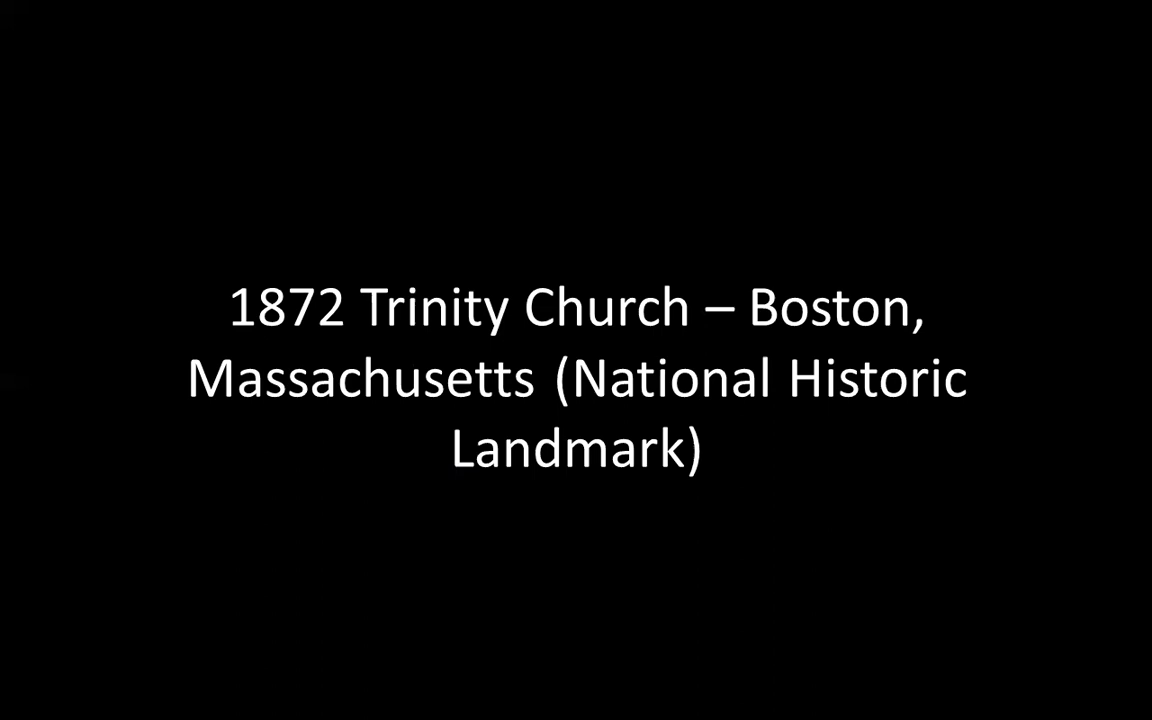 1872 Trinity Church – Boston,
Massachusetts (National Historic
Landmark)